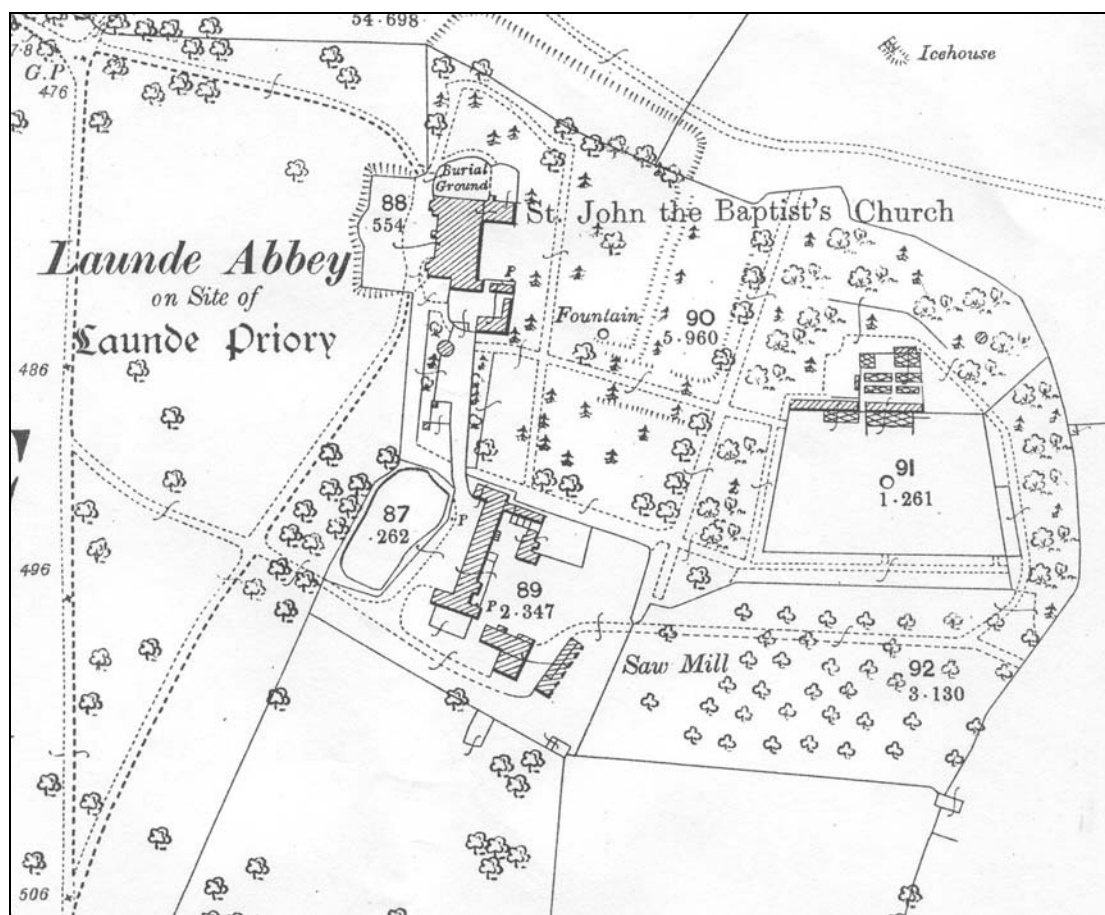 54·698
7·8
G.P
476
Icehouse
Burial
Ground
88
554
St. John the Baptist's Church
Launde Abbey
on Site of
Launde Priory
P
Fountain
90
5·960
486
91
1·261
87
·262
P
496
89
2·347
P
Saw Mill
92
3·130
506